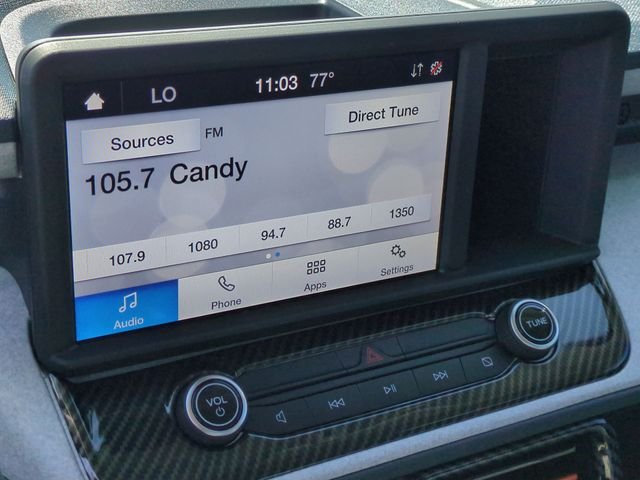 LO 11:03 77°
Sources FM Direct Tune
105.7 Candy
107.9 1080 94.7 88.7 1350
Audio Phone Apps Settings
VOL
TUNE